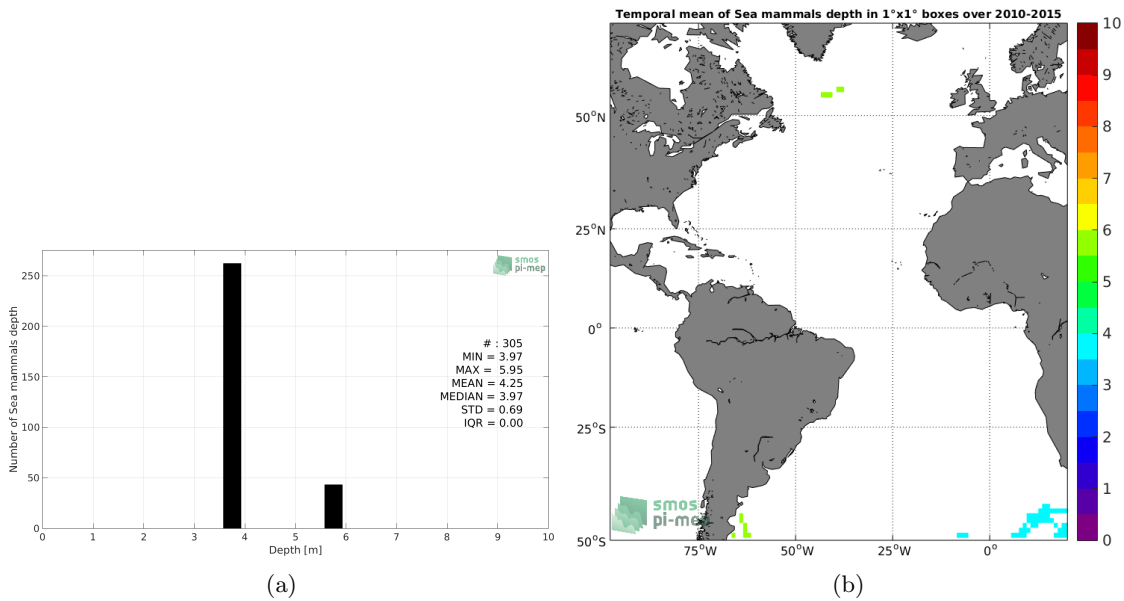 Temporal mean of Sea mammals depth in 1°x1° boxes over 2010-2015
Number of Sea mammals depth
250
200
150
100
50
0
0 1 2 3 4 5 6 7 8 9 10
Depth [m]
smos
pi-mep
# : 305
MIN = 3.97
MAX = 5.95
MEAN = 4.25
MEDIAN = 3.97
STD = 0.69
IQR = 0.00
(a)
50°N
25°N
0°
25°S
50°S
75°W 50°W 25°W 0°
smos
pi-mep
10
9
8
7
6
5
4
3
2
1
0
(b)